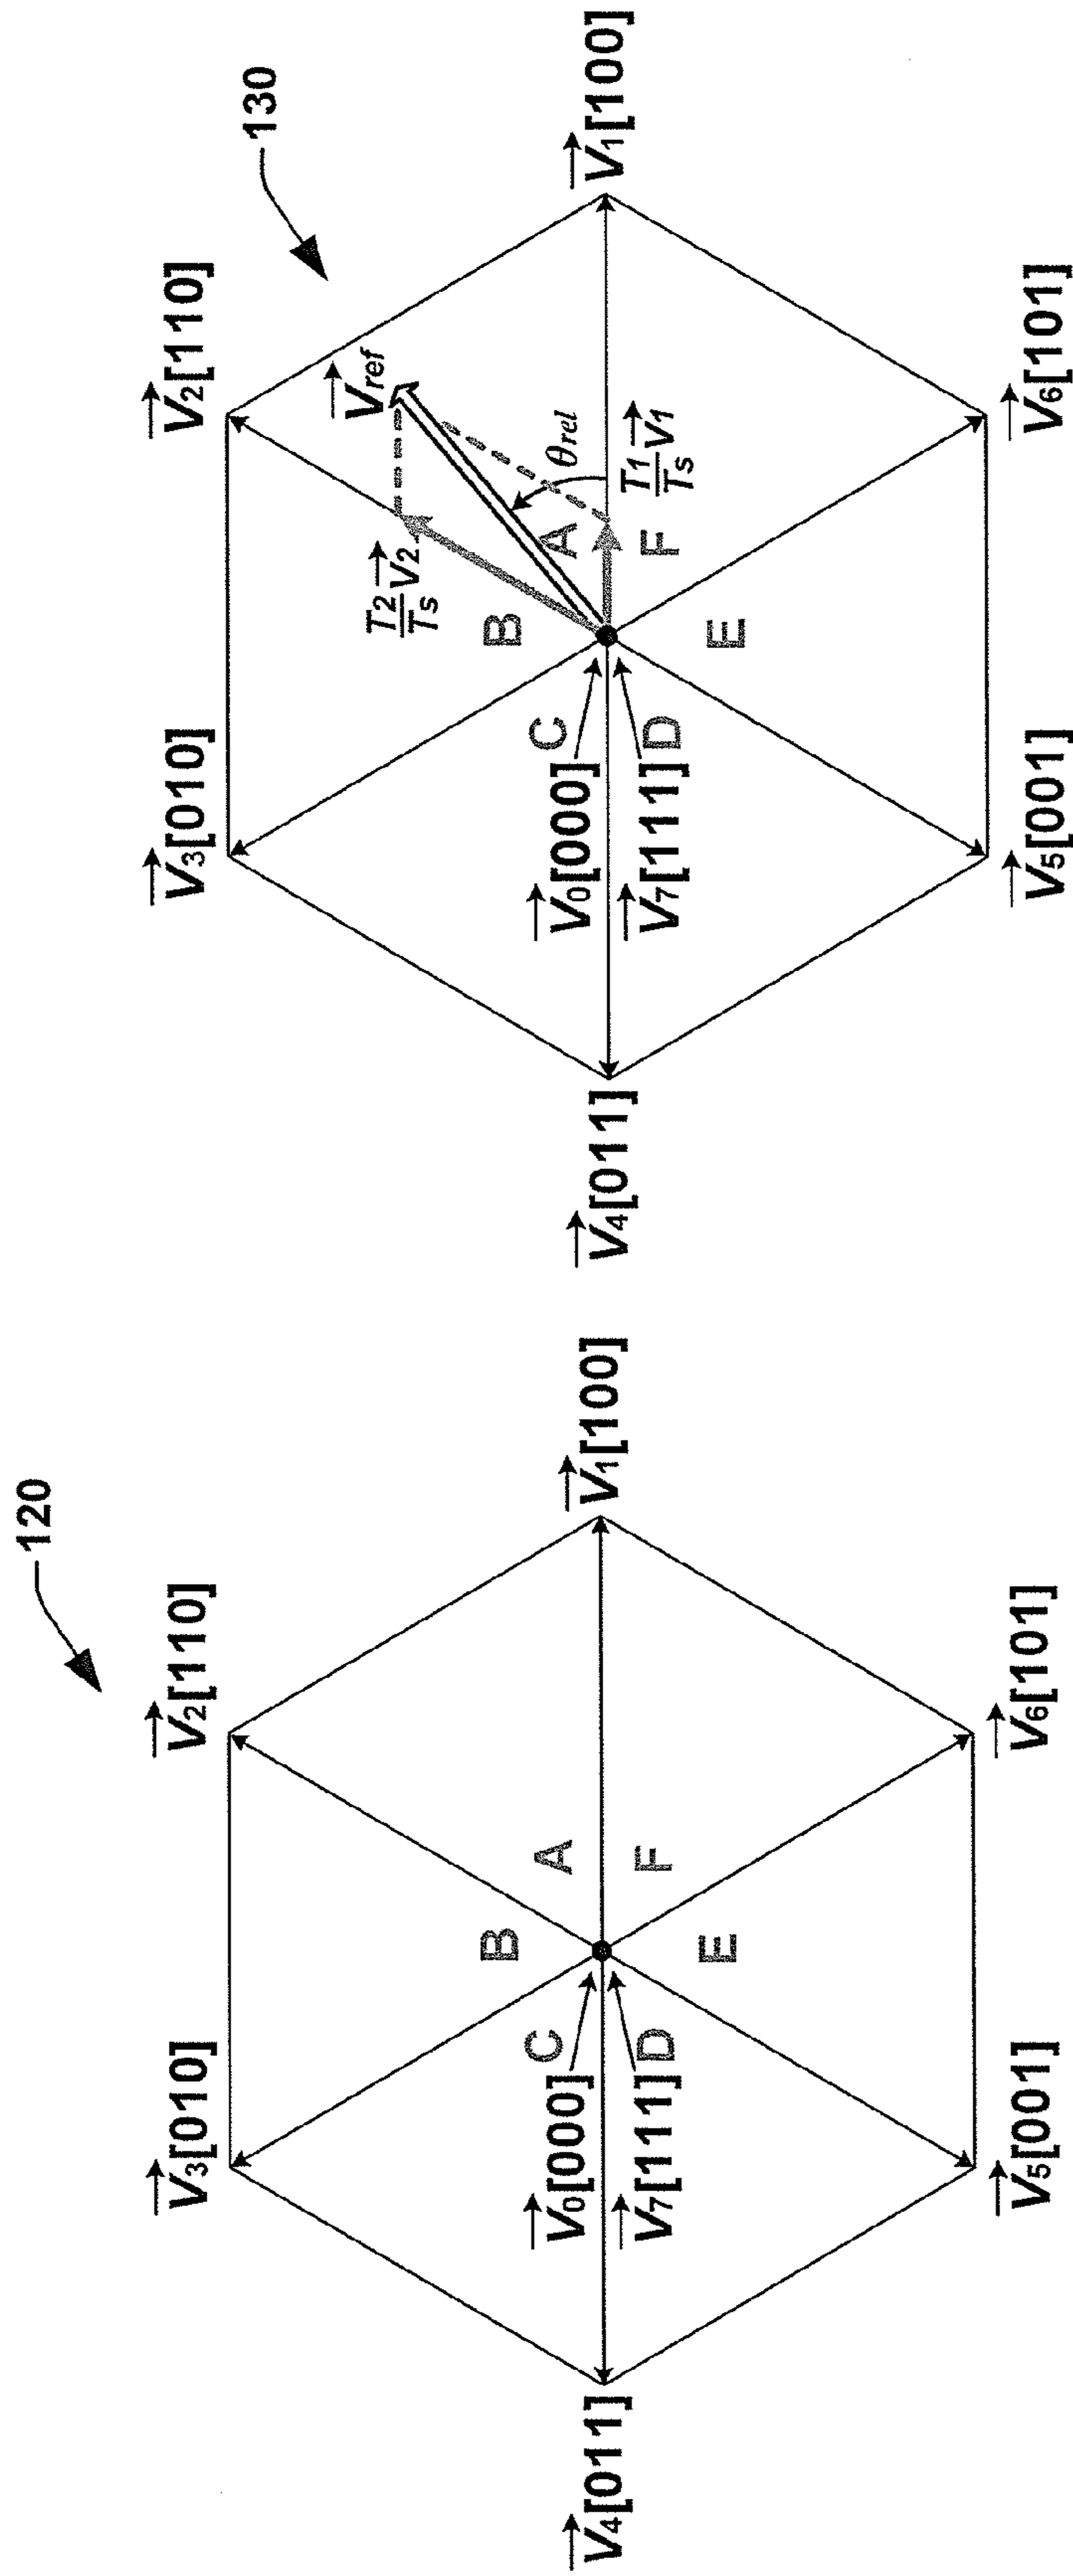 120
V₃[010]
V₂[110]
B
C
A
V₀[000]
V₄[011]
V₁[100]
V₇[111]
D
F
E
V₅[001]
V₆[101]
130
V₃[010]
V₂[110]
Vref
T2/Ts V₂
B
θrel
C
A
V₀[000]
V₄[011]
V₁[100]
V₇[111]
D
F
T1/Ts V₁
E
V₅[001]
V₆[101]